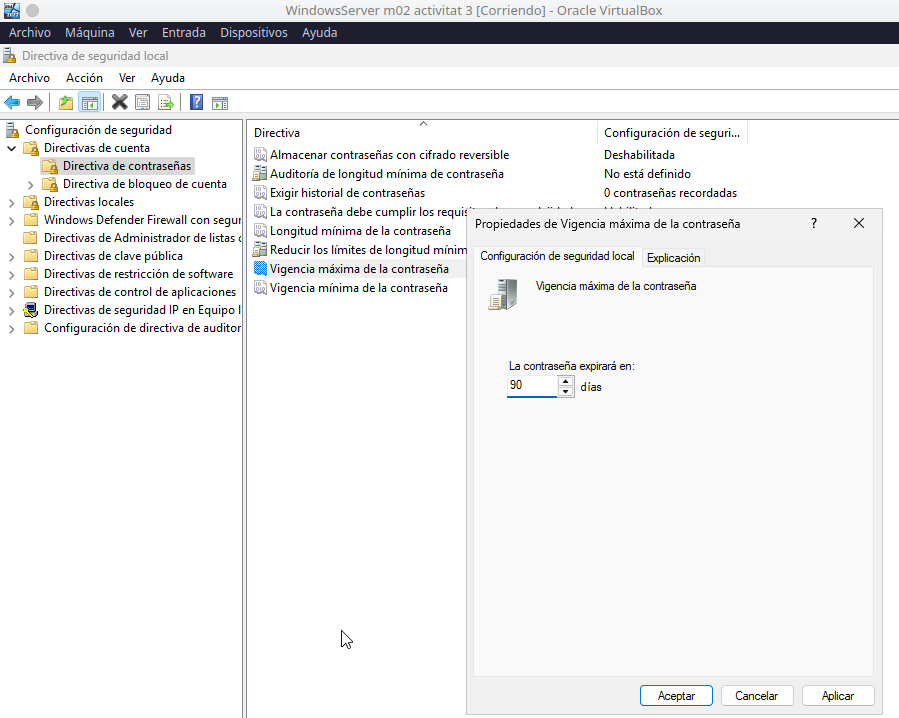 WindowsServer m02 activitat 3 [Corriendo] - Oracle VirtualBox
Archivo Máquina Ver Entrada Dispositivos Ayuda
Directiva de seguridad local
Archivo Acción Ver Ayuda
Configuración de seguridad
Directivas de cuenta
Directiva de contraseñas
Directiva de bloqueo de cuenta
Directivas locales
Windows Defender Firewall con segur
Directivas de Administrador de listas
Directivas de clave pública
Directivas de restricción de software
Directivas de control de aplicaciones
Directivas de seguridad IP en Equipo
Configuración de directiva de auditor
Directiva Configuración de seguri...
Almacenar contraseñas con cifrado reversible Deshabilitada
Auditoría de longitud mínima de contraseña No está definido
Exigir historial de contraseñas 0 contraseñas recordadas
La contraseña debe cumplir los
Longitud mínima de la contraseña
Reducir los límites de longitud mínim
Vigencia máxima de la contraseña
Vigencia mínima de la contraseña
Propiedades de Vigencia máxima de la contraseña ?
Configuración de seguridad local Explicación
Vigencia máxima de la contraseña
La contraseña expirará en:
90 días
Aceptar Cancelar Aplicar